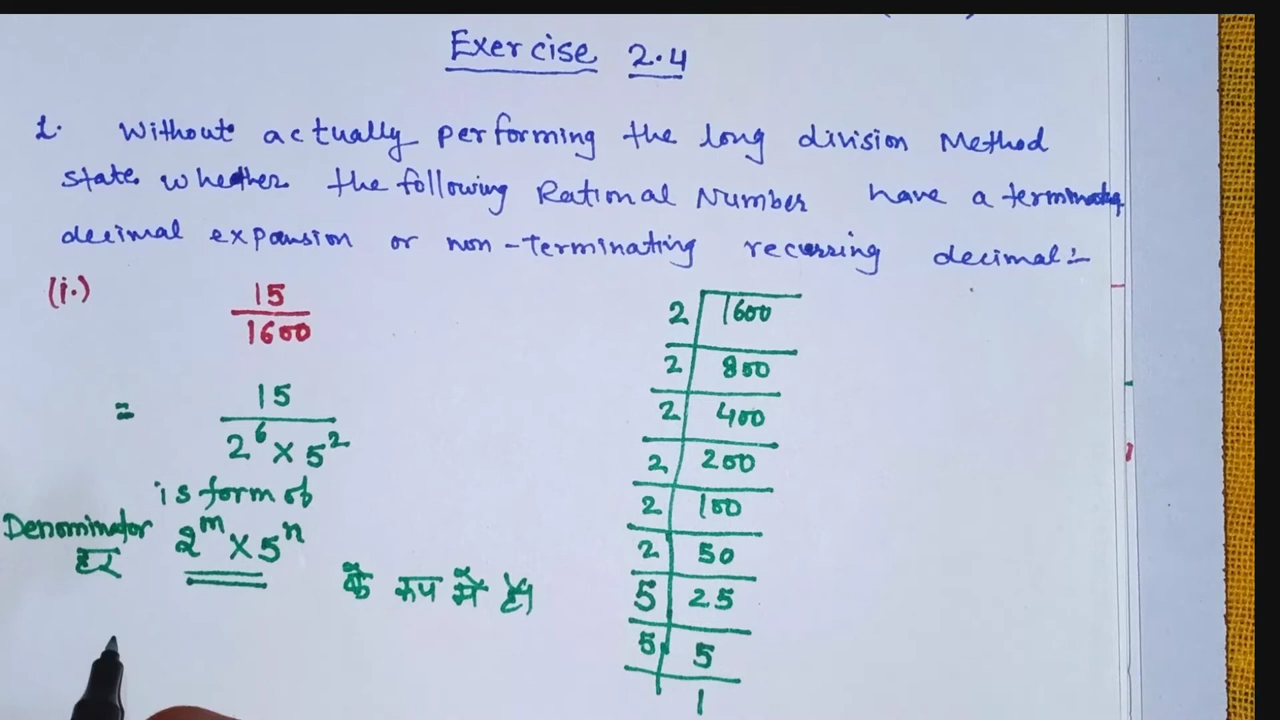 Exercise 2.4
1. Without actually performing the long division Method
state whether the following Rational Number have a terminating
decimal expansion or non-terminating recurring decimal:-
(i.) 15
1600
= 15
2^6 × 5^2
is form of
Denominator 2^m × 5^n
हर के रूप में है।
2 1600
2 800
2 400
2 200
2 100
2 50
5 25
5 5
1